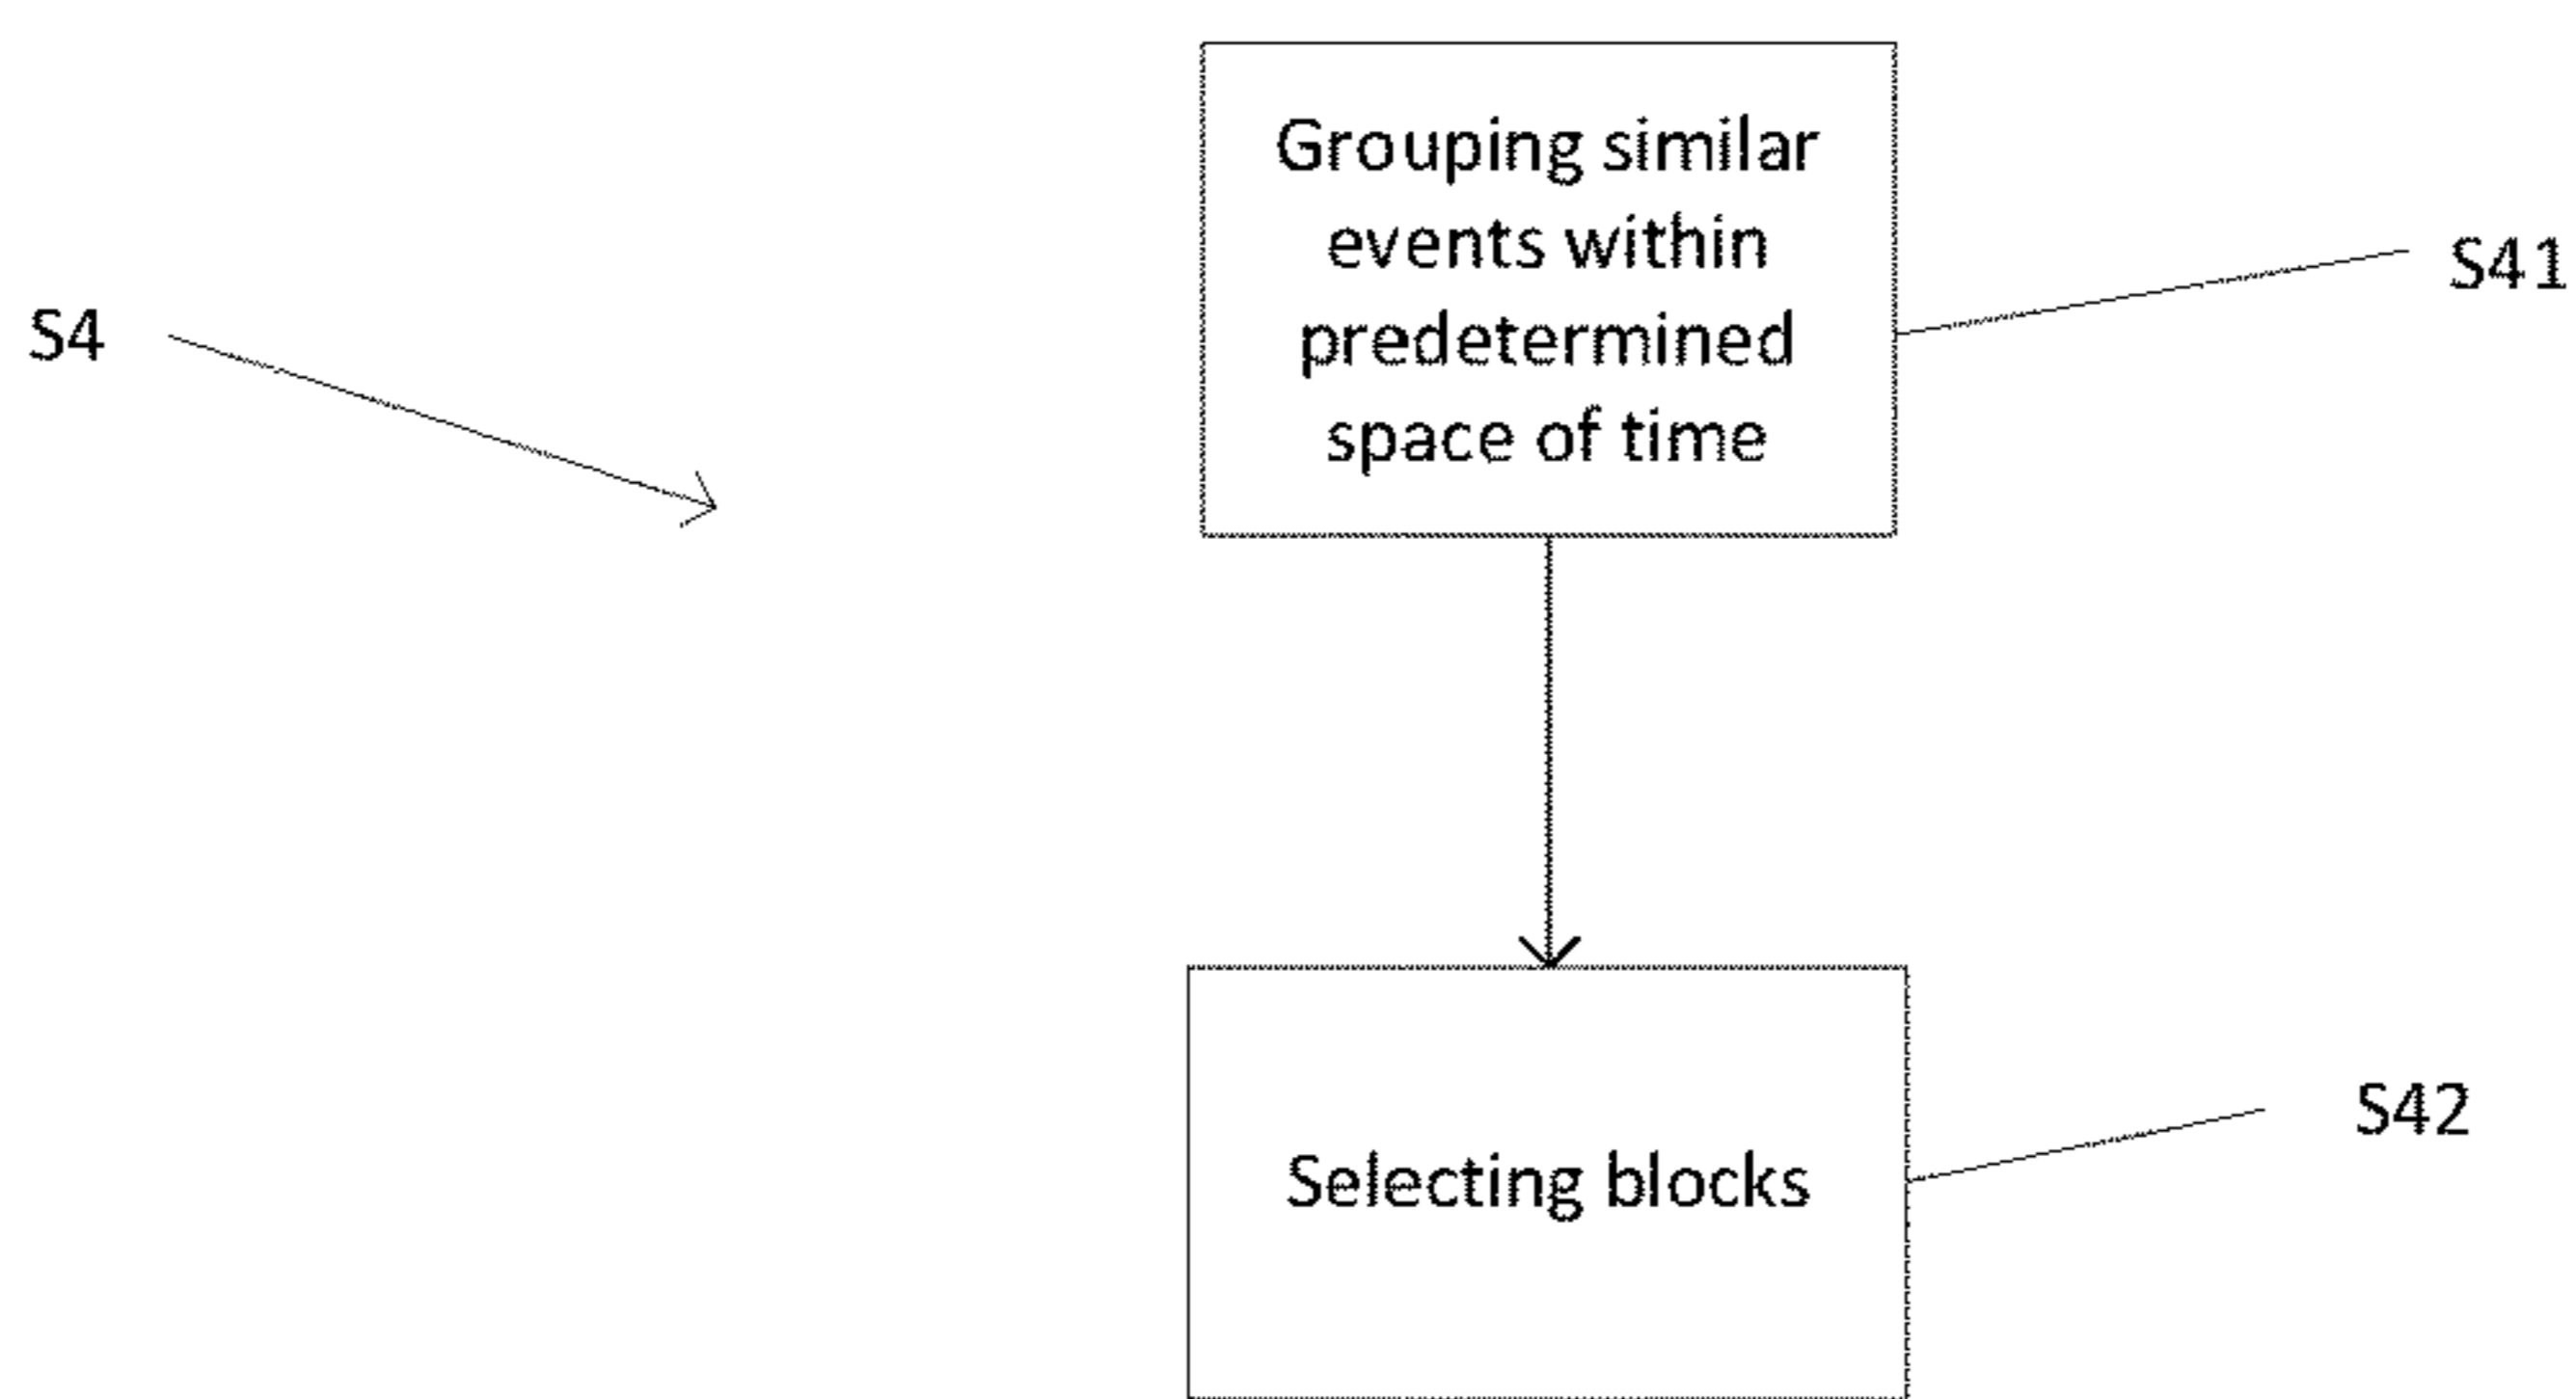 Grouping similar
events within
predetermined
space of time
S41
S4
Selecting blocks
S42